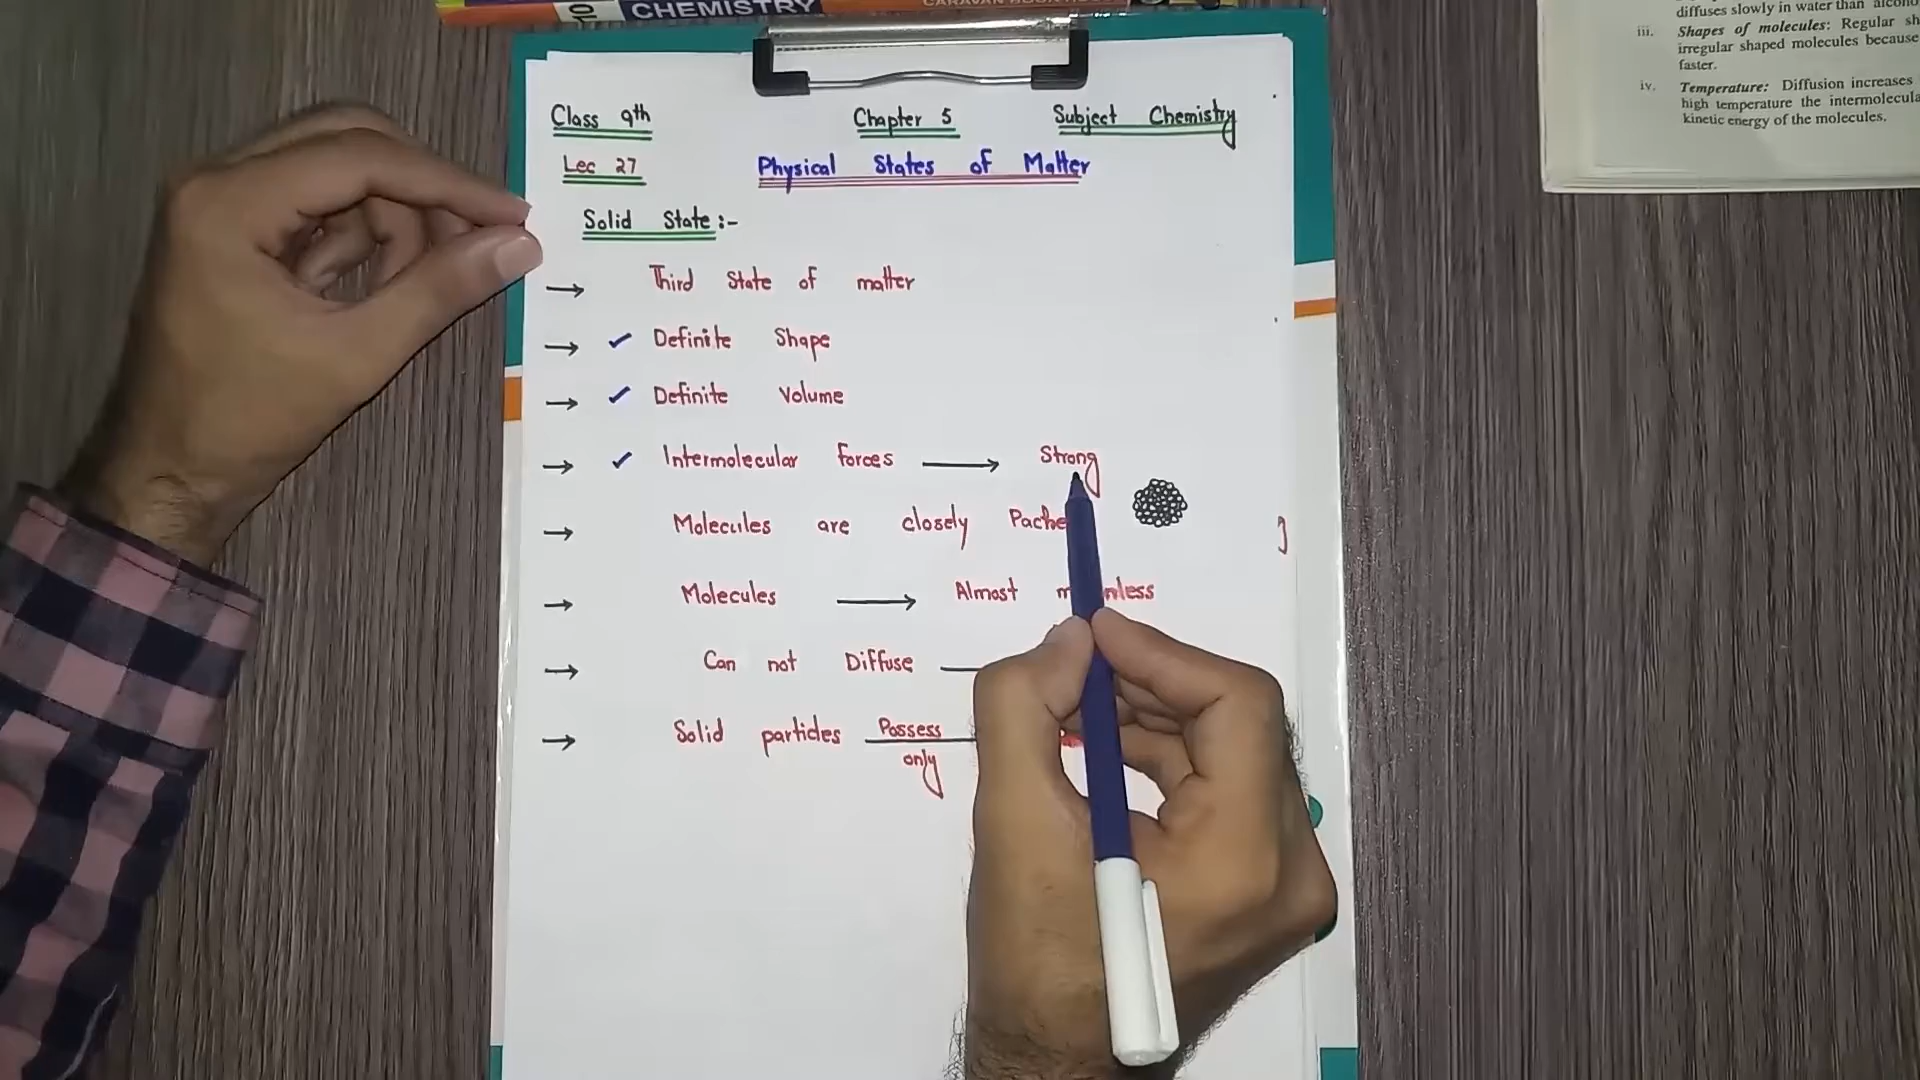 10 CHEMISTRY
Class 9th Chapter 5 Subject Chemistry
Lec 27 Physical States of Matter
Solid State:-
→ Third State of matter
→ ✓ Definite Shape
→ ✓ Definite Volume
→ ✓ Intermolecular forces → Strong
→ Molecules are closely
→ Molecules → Almost
→ Can not Diffuse
→ Solid particles Possess
only
diffuses slowly in water than
iii. Shapes of molecules: Regular
irregular shaped molecules because
faster.
iv. Temperature: Diffusion increases
high temperature the
kinetic energy of the molecules.